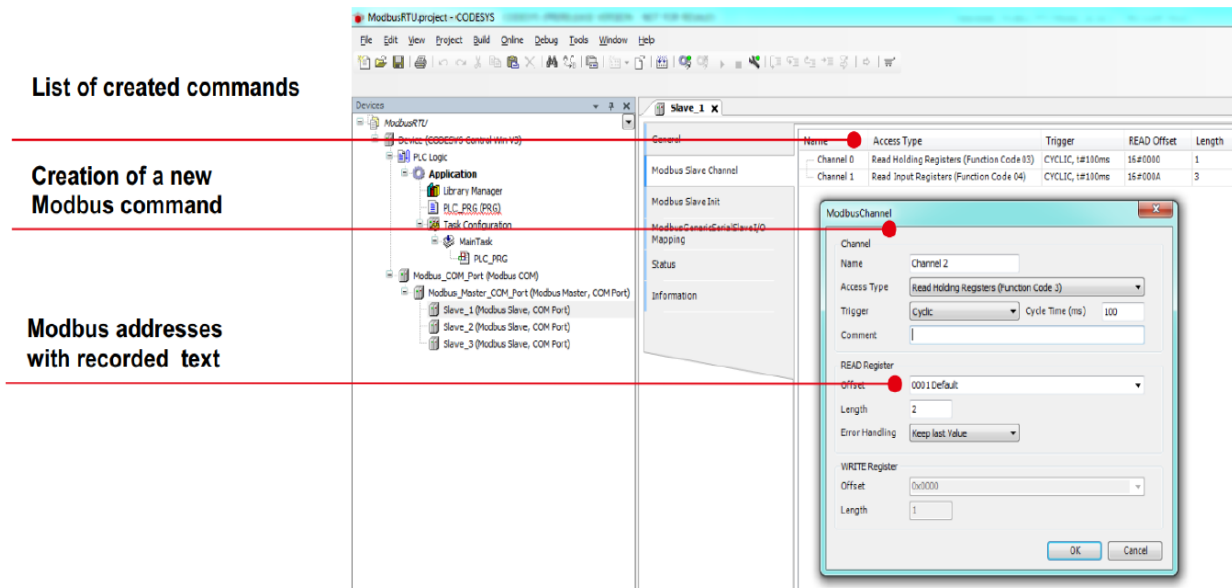 ModbusRTU.project - CODESYS
File Edit View Project Build Online Debug Tools Window Help
List of created commands
Creation of a new
Modbus command
Modbus addresses
with recorded text
Devices
ModbusRTU
Device (CODESYS Control Win V3)
PLC Logic
Application
Library Manager
PLC_PRG (PRG)
Task Configuration
MainTask
PLC_PRG
Modbus_COM_Port (Modbus COM)
Modbus_Master_COM_Port (Modbus Master, COM Port)
Slave_1 (Modbus Slave, COM Port)
Slave_2 (Modbus Slave, COM Port)
Slave_3 (Modbus Slave, COM Port)
Slave_1 X
General
Modbus Slave Channel
Modbus Slave Init
ModbusGenericSerialSlave I/O
Mapping
Status
Information
Name Access Type Trigger READ Offset Length
Channel 0 Read Holding Registers (Function Code 03) CYCLIC, t#100ms 16#0000 1
Channel 1 Read Input Registers (Function Code 04) CYCLIC, t#100ms 16#000A 3
ModbusChannel
Channel
Name Channel 2
Access Type Read Holdng Registers (Function Code 3)
Trigger Cyclic Cycle Time (ms) 100
Comment
READ Register
Offset 0001 Default
Length 2
Error Handling Keep last Value
WRITE Register
Offset 0x0000
Length 1
OK Cancel